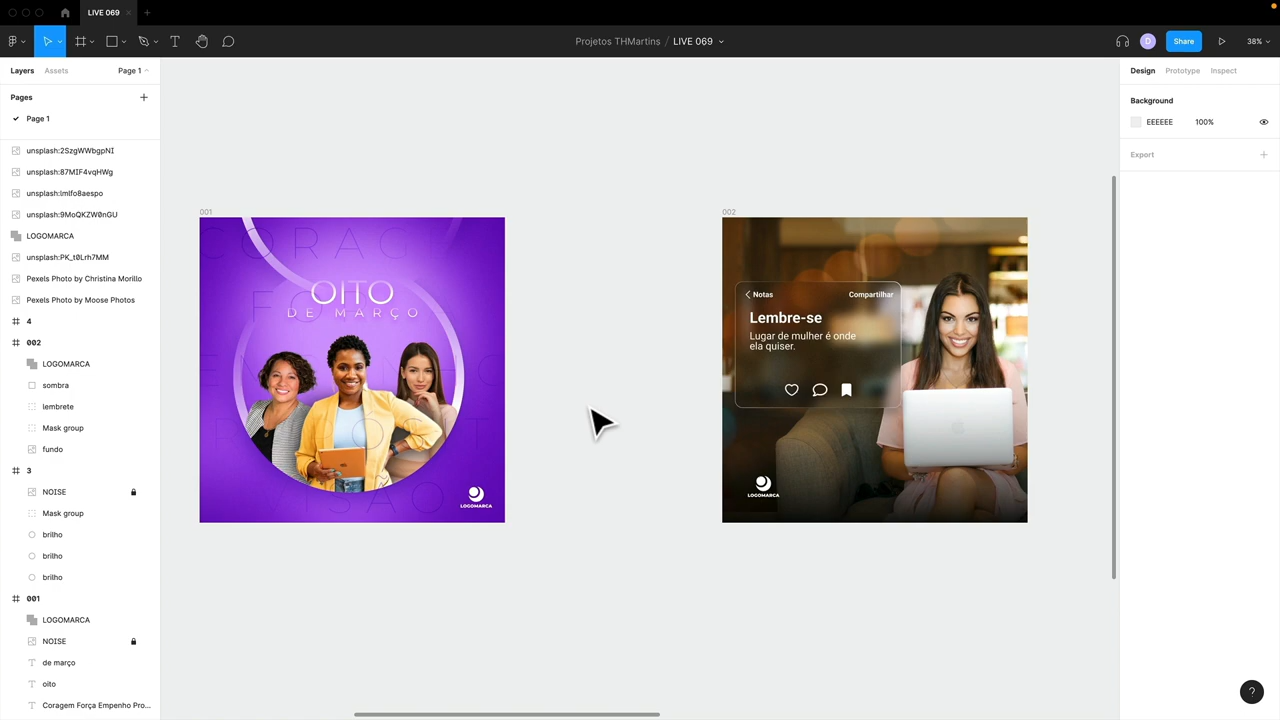 LIVE 069
Projetos THMartins / LIVE 069
D
Share
38%
Layers
Assets
Page 1
Pages
Page 1
unsplash:2SzgWWbgpNI
unsplash:87MIF4vqHWg
unsplash:lmlfo8aespo
unsplash:9MoQKZW0nGU
LOGOMARCA
unsplash:PK_t0Lrh7MM
Pexels Photo by Christina Morillo
Pexels Photo by Moose Photos
4
002
LOGOMARCA
sombra
lembrete
Mask group
fundo
3
NOISE
Mask group
brilho
brilho
brilho
001
LOGOMARCA
NOISE
de março
oito
Coragem Força Empenho Pro...
001
CORAG
FO
OITO
DE MARÇO
LOGOMARCA
002
Notas
Compartilhar
Lembre-se
Lugar de mulher é onde
ela quiser.
LOGOMARCA
Design
Prototype
Inspect
Background
EEEEEE
100%
Export
?